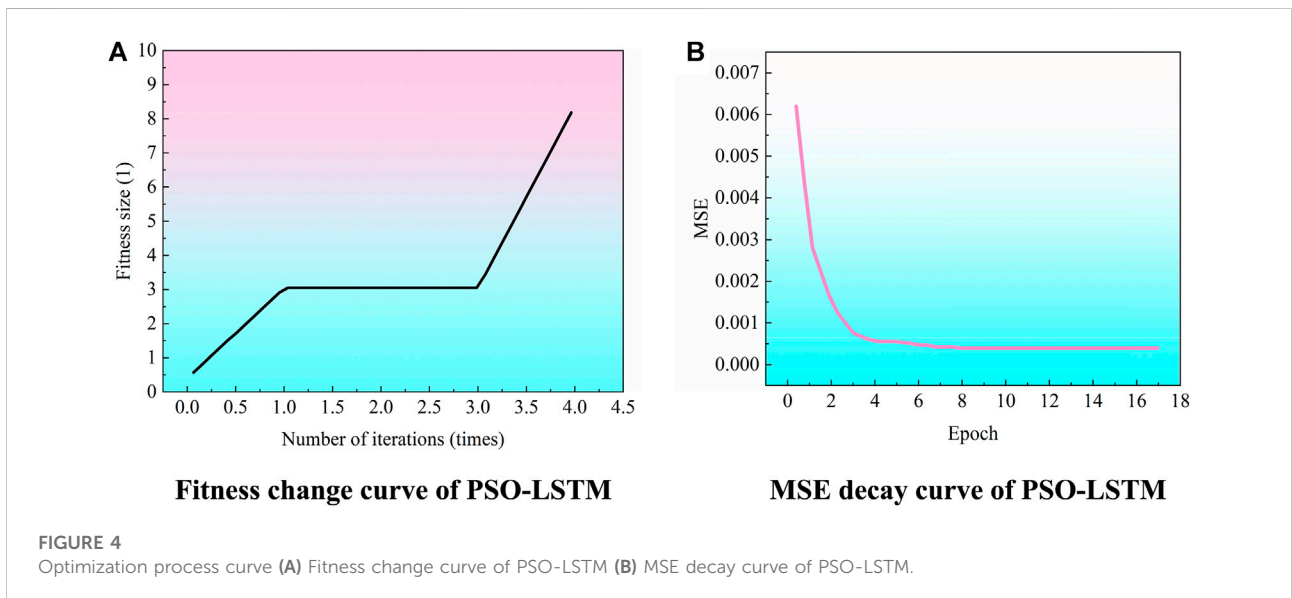 A
10
9
8
7
6
5
4
3
2
1
0
Fitness size (1)
0.0 0.5 1.0 1.5 2.0 2.5 3.0 3.5 4.0 4.5
Number of iterations (times)
Fitness change curve of PSO-LSTM
B
0.007
0.006
0.005
0.003
0.002
0.001
0.000
MSE
0 2 4 6 8 10 12 14 16 18
Epoch
MSE decay curve of PSO-LSTM
FIGURE 4
Optimization process curve (A) Fitness change curve of PSO-LSTM (B) MSE decay curve of PSO-LSTM.